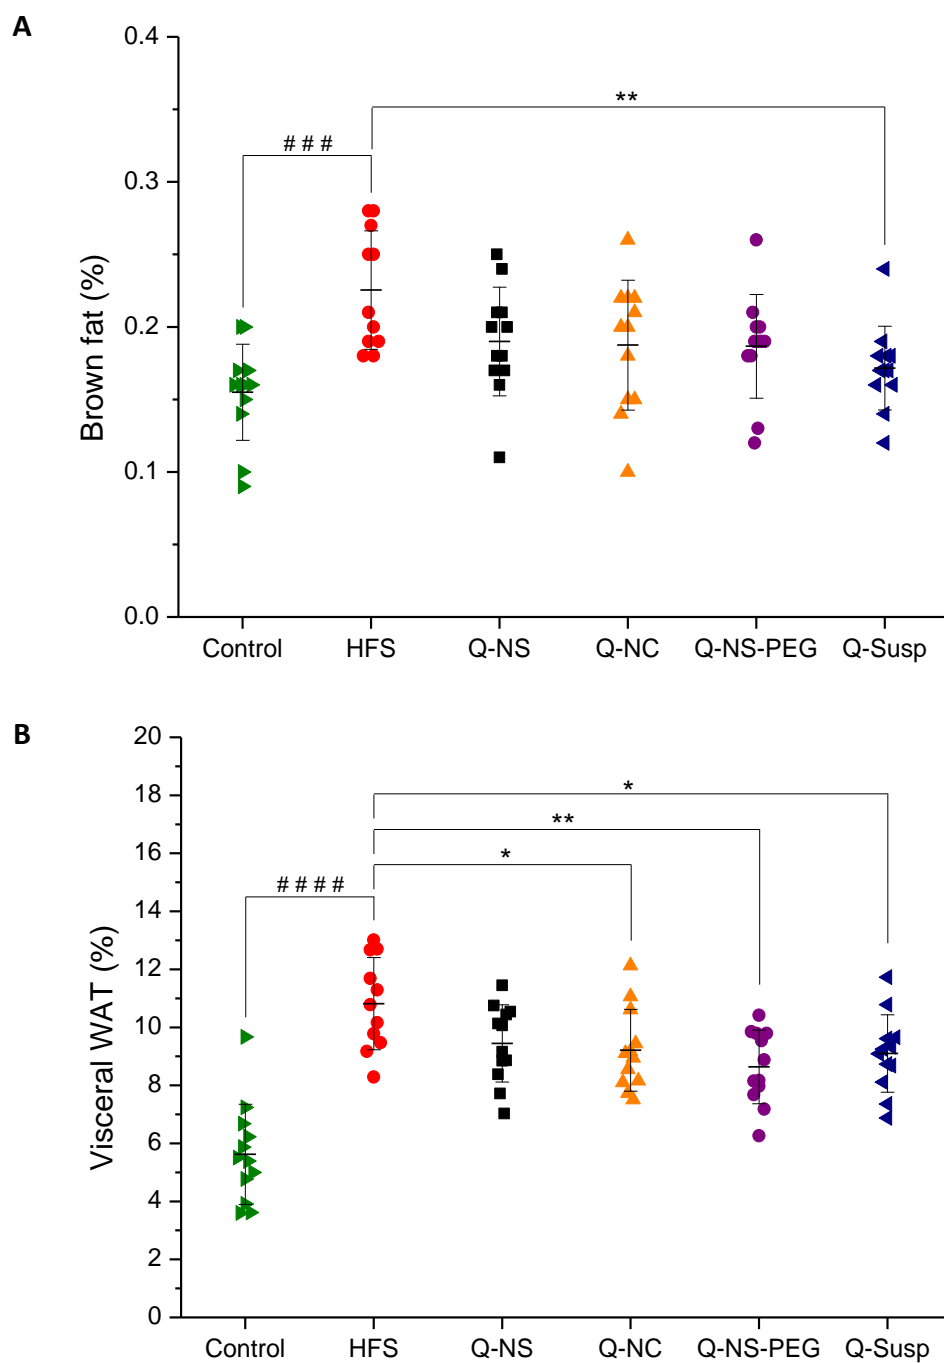 A
0.4
**
# # #
0.3
Brown fat (%)
0.2
0.1
0.0
Control HFS Q-NS Q-NC Q-NS-PEG Q-Susp
B
20
18
*
**
16
*
# # # #
14
12
Visceral WAT (%)
10
8
6
4
2
0
Control HFS Q-NS Q-NC Q-NS-PEG Q-Susp